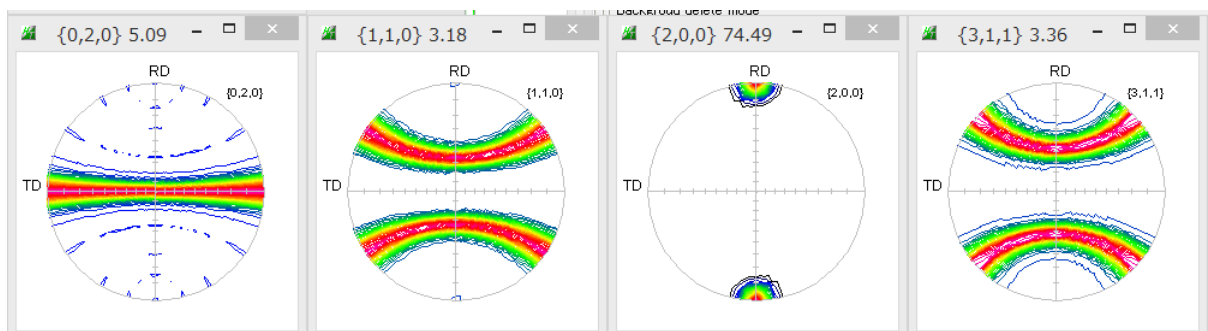 Backgroud delete mode
{0,2,0} 5.09
RD
{0,2,0}
TD
{1,1,0} 3.18
RD
{1,1,0}
TD
{2,0,0} 74.49
RD
{2,0,0}
TD
{3,1,1} 3.36
RD
{3,1,1}
TD